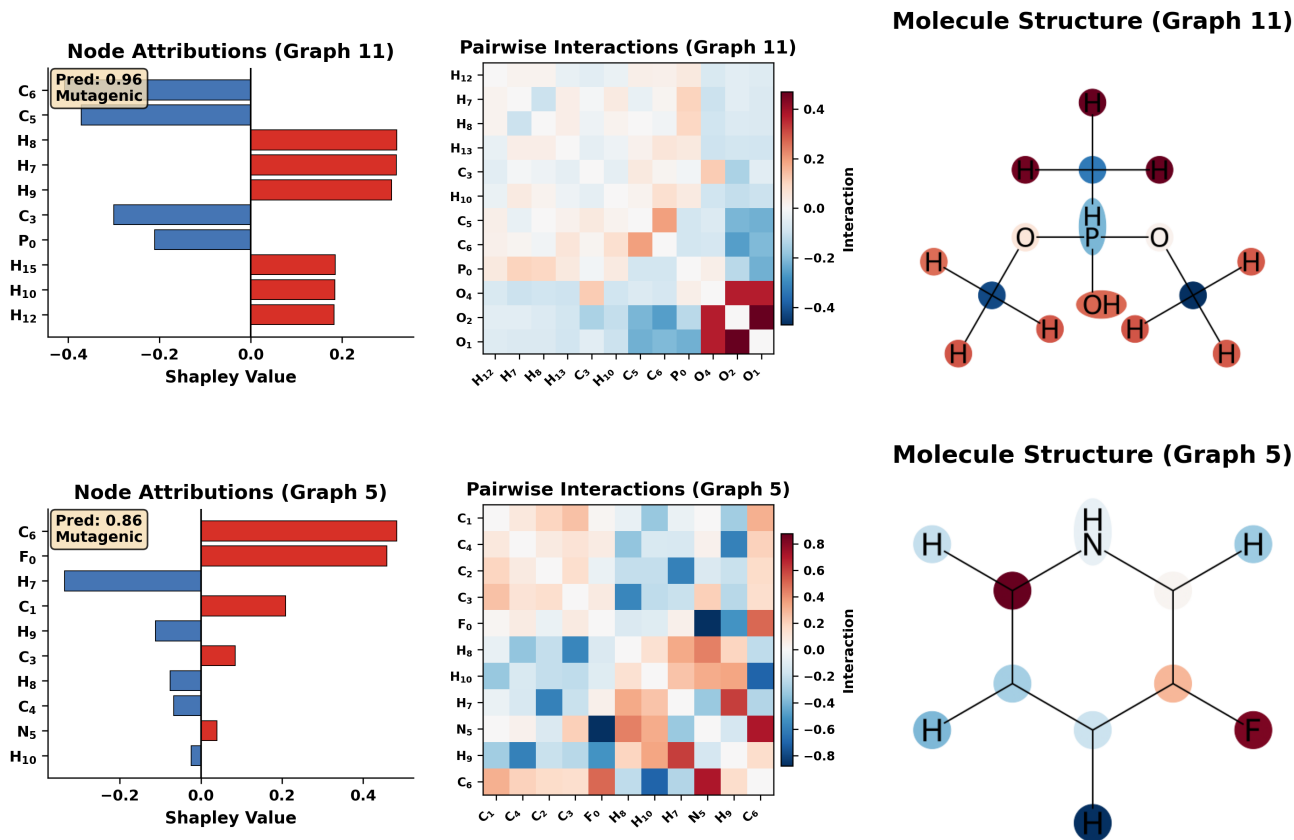 Node Attributions (Graph 11)
Pred: 0.96
Mutagenic
C6
C5
H8
H7
H9
C3
P0
H15
H10
H12
−0.4 −0.2 0.0 0.2
Shapley Value
Pairwise Interactions (Graph 11)
H12
H7
H8
H13
C3
H10
C5
C6
P0
O4
O2
O1
H12 H7 H8 H13 C3 H10 C5 C6 P0 O4 O2 O1
0.4
0.2
0.0
−0.2
−0.4
Interaction
Molecule Structure (Graph 11)
H
H H
H
O P O
H H
OH
H H
H H
Node Attributions (Graph 5)
Pred: 0.86
Mutagenic
C6
F0
H7
C1
H9
C3
H8
C4
N5
H10
−0.2 0.0 0.2 0.4
Shapley Value
Pairwise Interactions (Graph 5)
C1
C4
C2
C3
F0
H8
H10
H7
N5
H9
C6
C1 C4 C2 C3 F0 H8 H10 H7 N5 H9 C6
0.8
0.6
0.4
0.2
0.0
−0.2
−0.4
−0.6
−0.8
Interaction
Molecule Structure (Graph 5)
H
H N H
H F
H